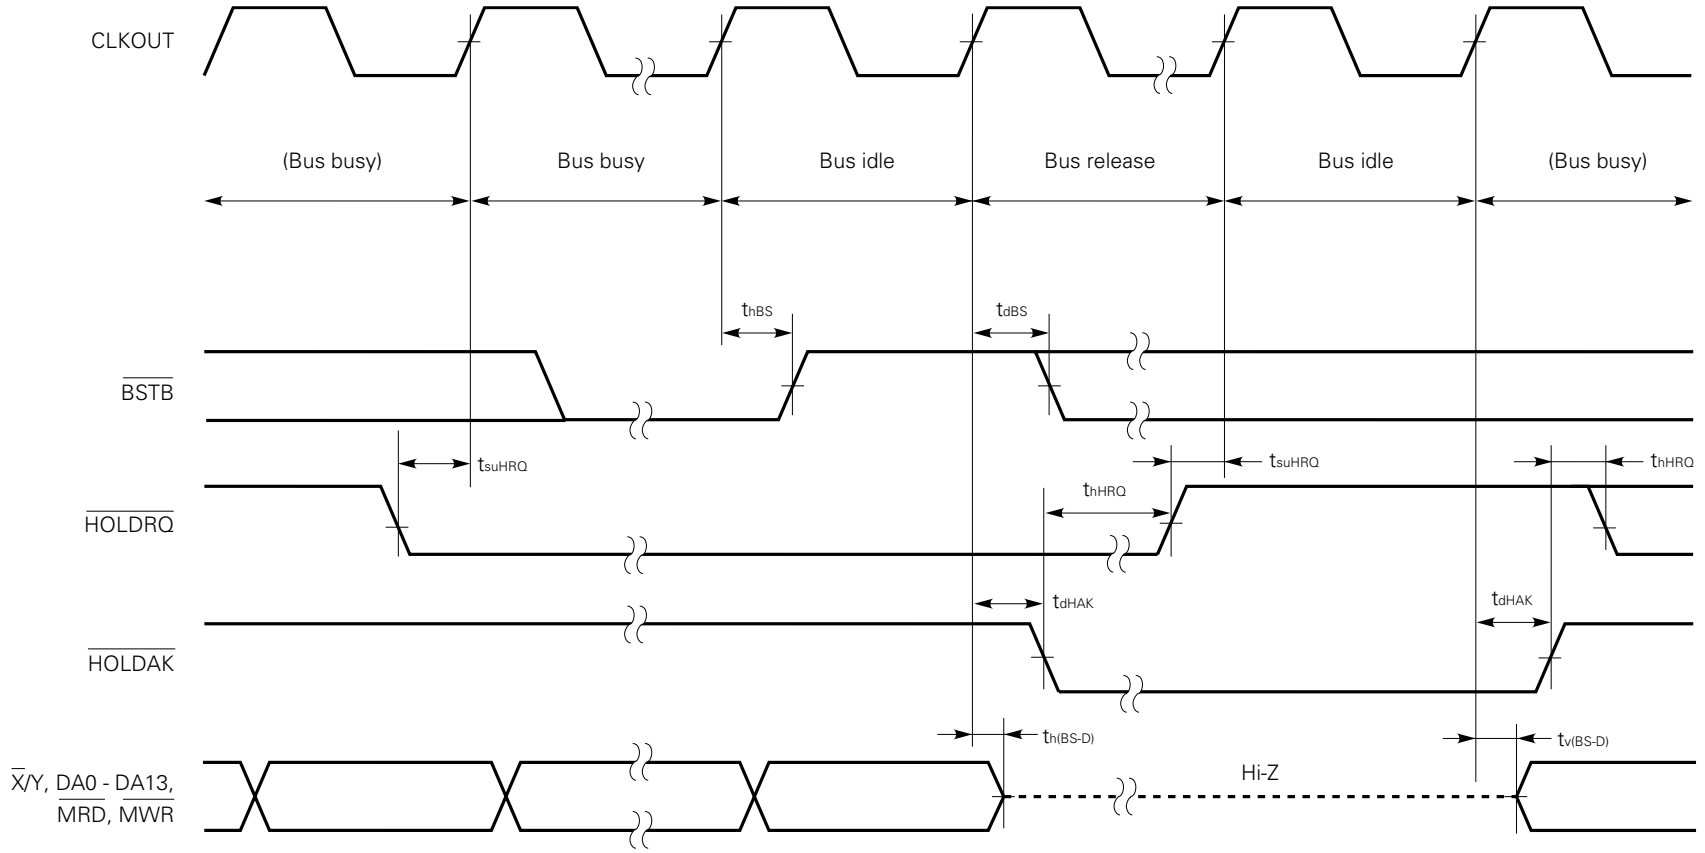 CLKOUT
(Bus busy) Bus busy Bus idle Bus release Bus idle (Bus busy)
thBS tdBS
BSTB
tsuHRQ tsuHRQ thHRQ
thHRQ
HOLDRQ
tdHAK tdHAK
HOLDAK
th(BS-D) tv(BS-D)
X̅/Y, DA0 - DA13, Hi-Z
MRD, MWR